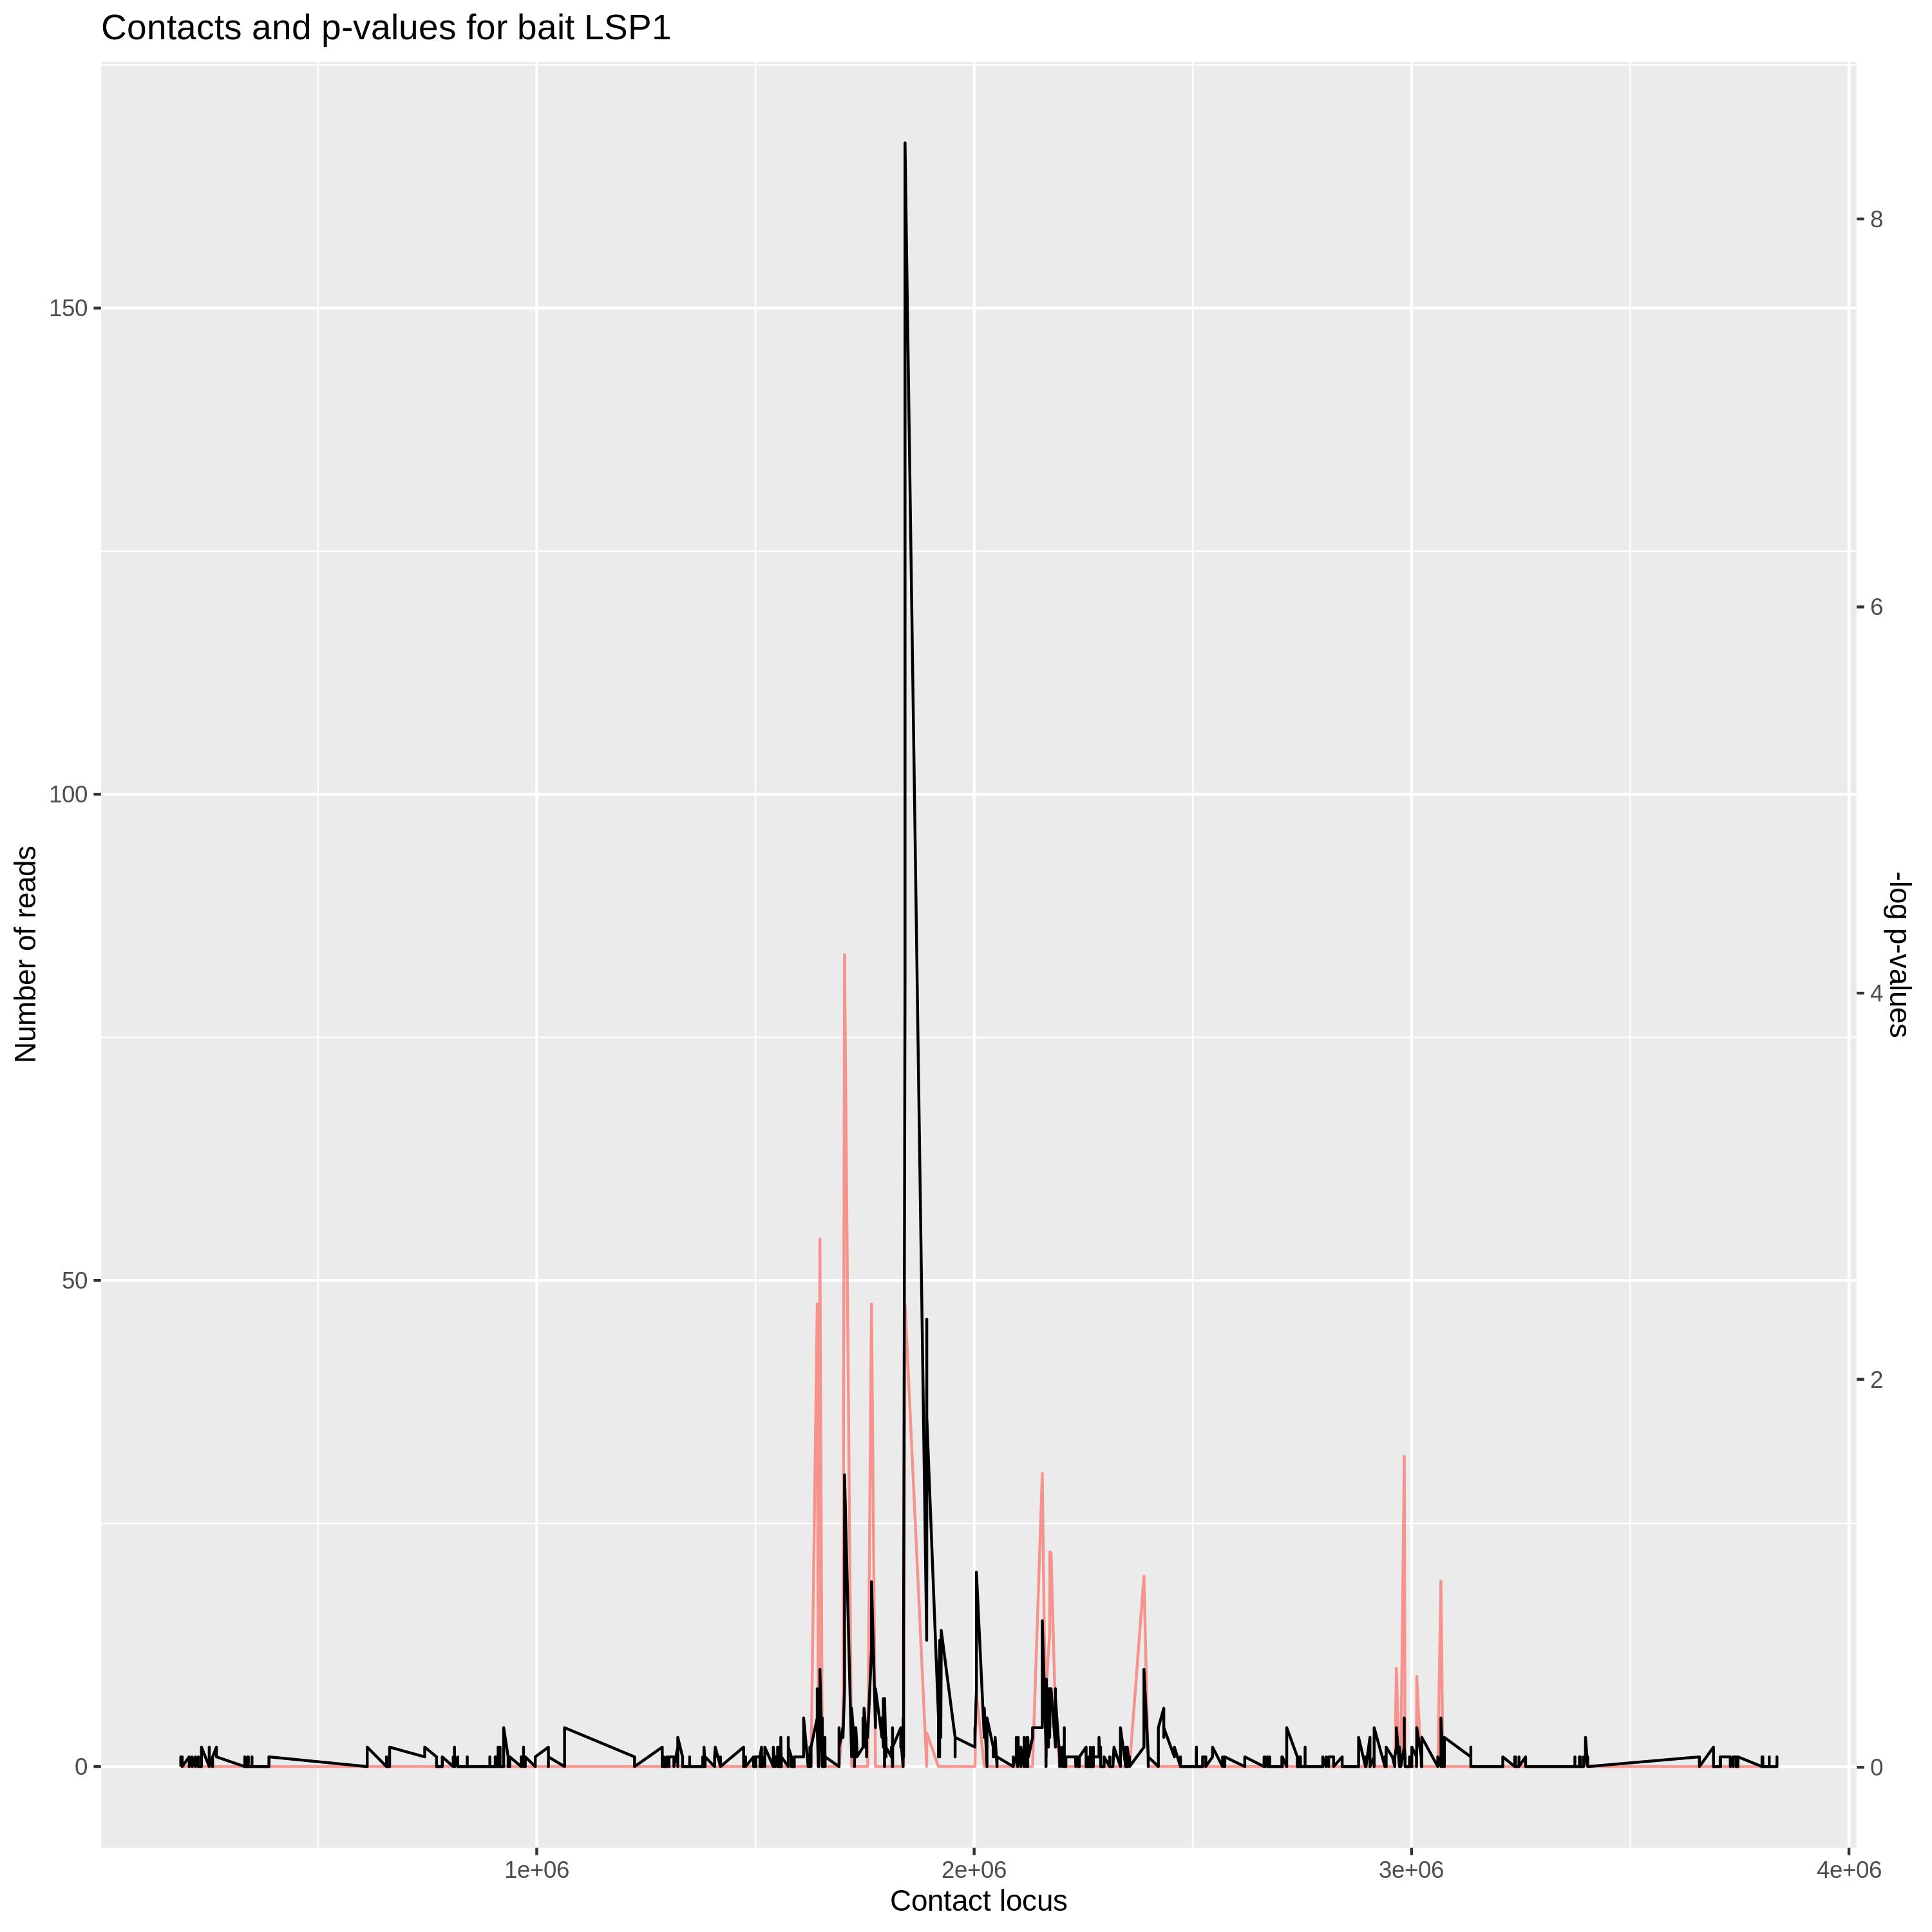 Contacts and p-values for bait LSP1
Number of reads
150
100
50
0
8
6
4
2
0
-log p-values
1e+06
2e+06
3e+06
4e+06
Contact locus